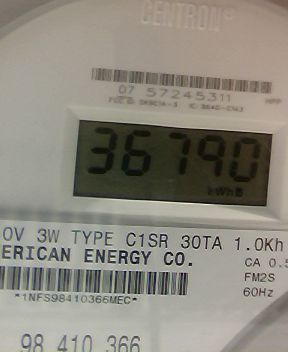 CENTRON®
07 57245311
36790
kWh
0V 3W TYPE C1SR 30TA 1.0Kh
ERICAN ENERGY CO.
CA 0.5
FM2S
*1NFS98410366MEC*
60Hz
98 410 366